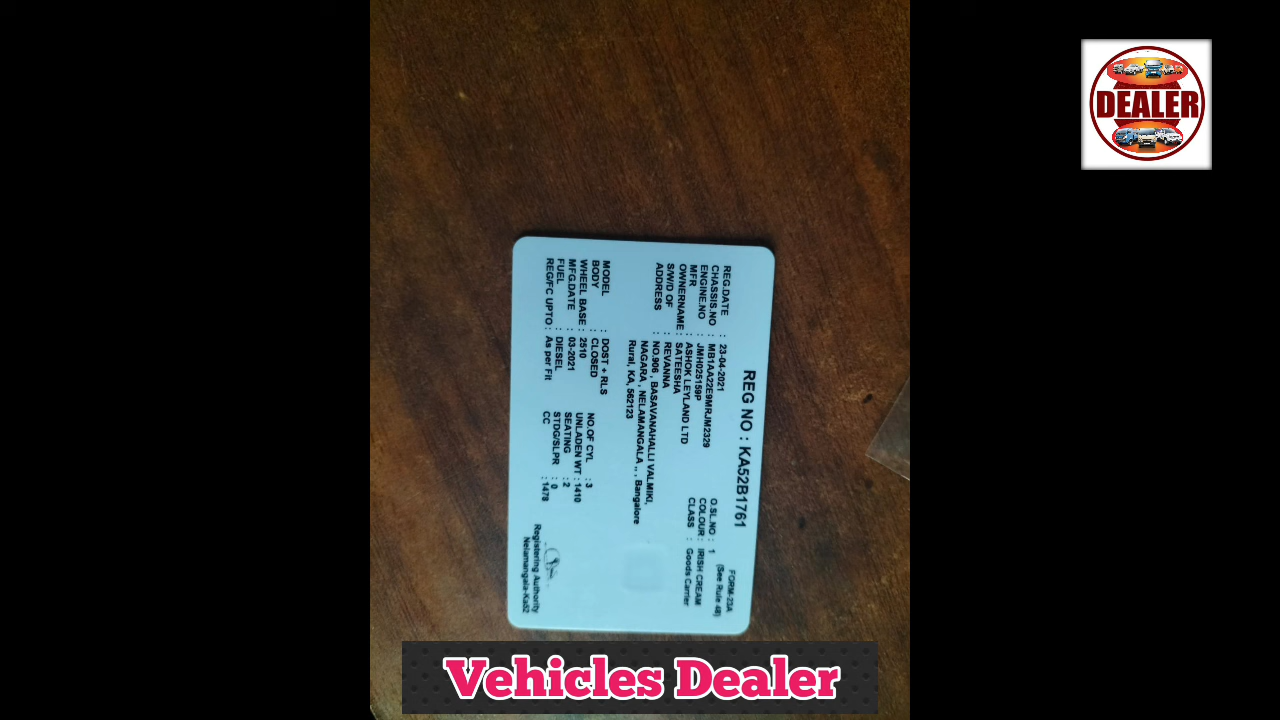 DEALER
FORM-23A
(See Rule 48)
REG NO : KA52B1761
REG.DATE : 23-04-2021 O.SL.NO : 1
CHASSIS.NO : MB1AA22E9MRJM2329 COLOUR : IRISH CREAM
ENGINE.NO : JMH025159P CLASS : Goods Carrier
MFR : ASHOK LEYLAND LTD
OWNERNAME : SATEESHA
S/W/D OF : REVANNA
ADDRESS : NO.906 , BASAVANAHALLI VALMIKI,
NAGARA , NELAMANGALA ,, , Bangalore
Rural, KA, 562123
MODEL : DOST + RLS NO.OF CYL : 3
BODY : CLOSED UNLADEN WT : 1410
WHEEL BASE : 2510 SEATING : 2
MFG.DATE : 03-2021 STDG/SLPR : 0
FUEL : DIESEL CC : 1478
REG/FC UPTO : As per Fit
Registering Authority
Nelamangala-Ka52
Vehicles Dealer